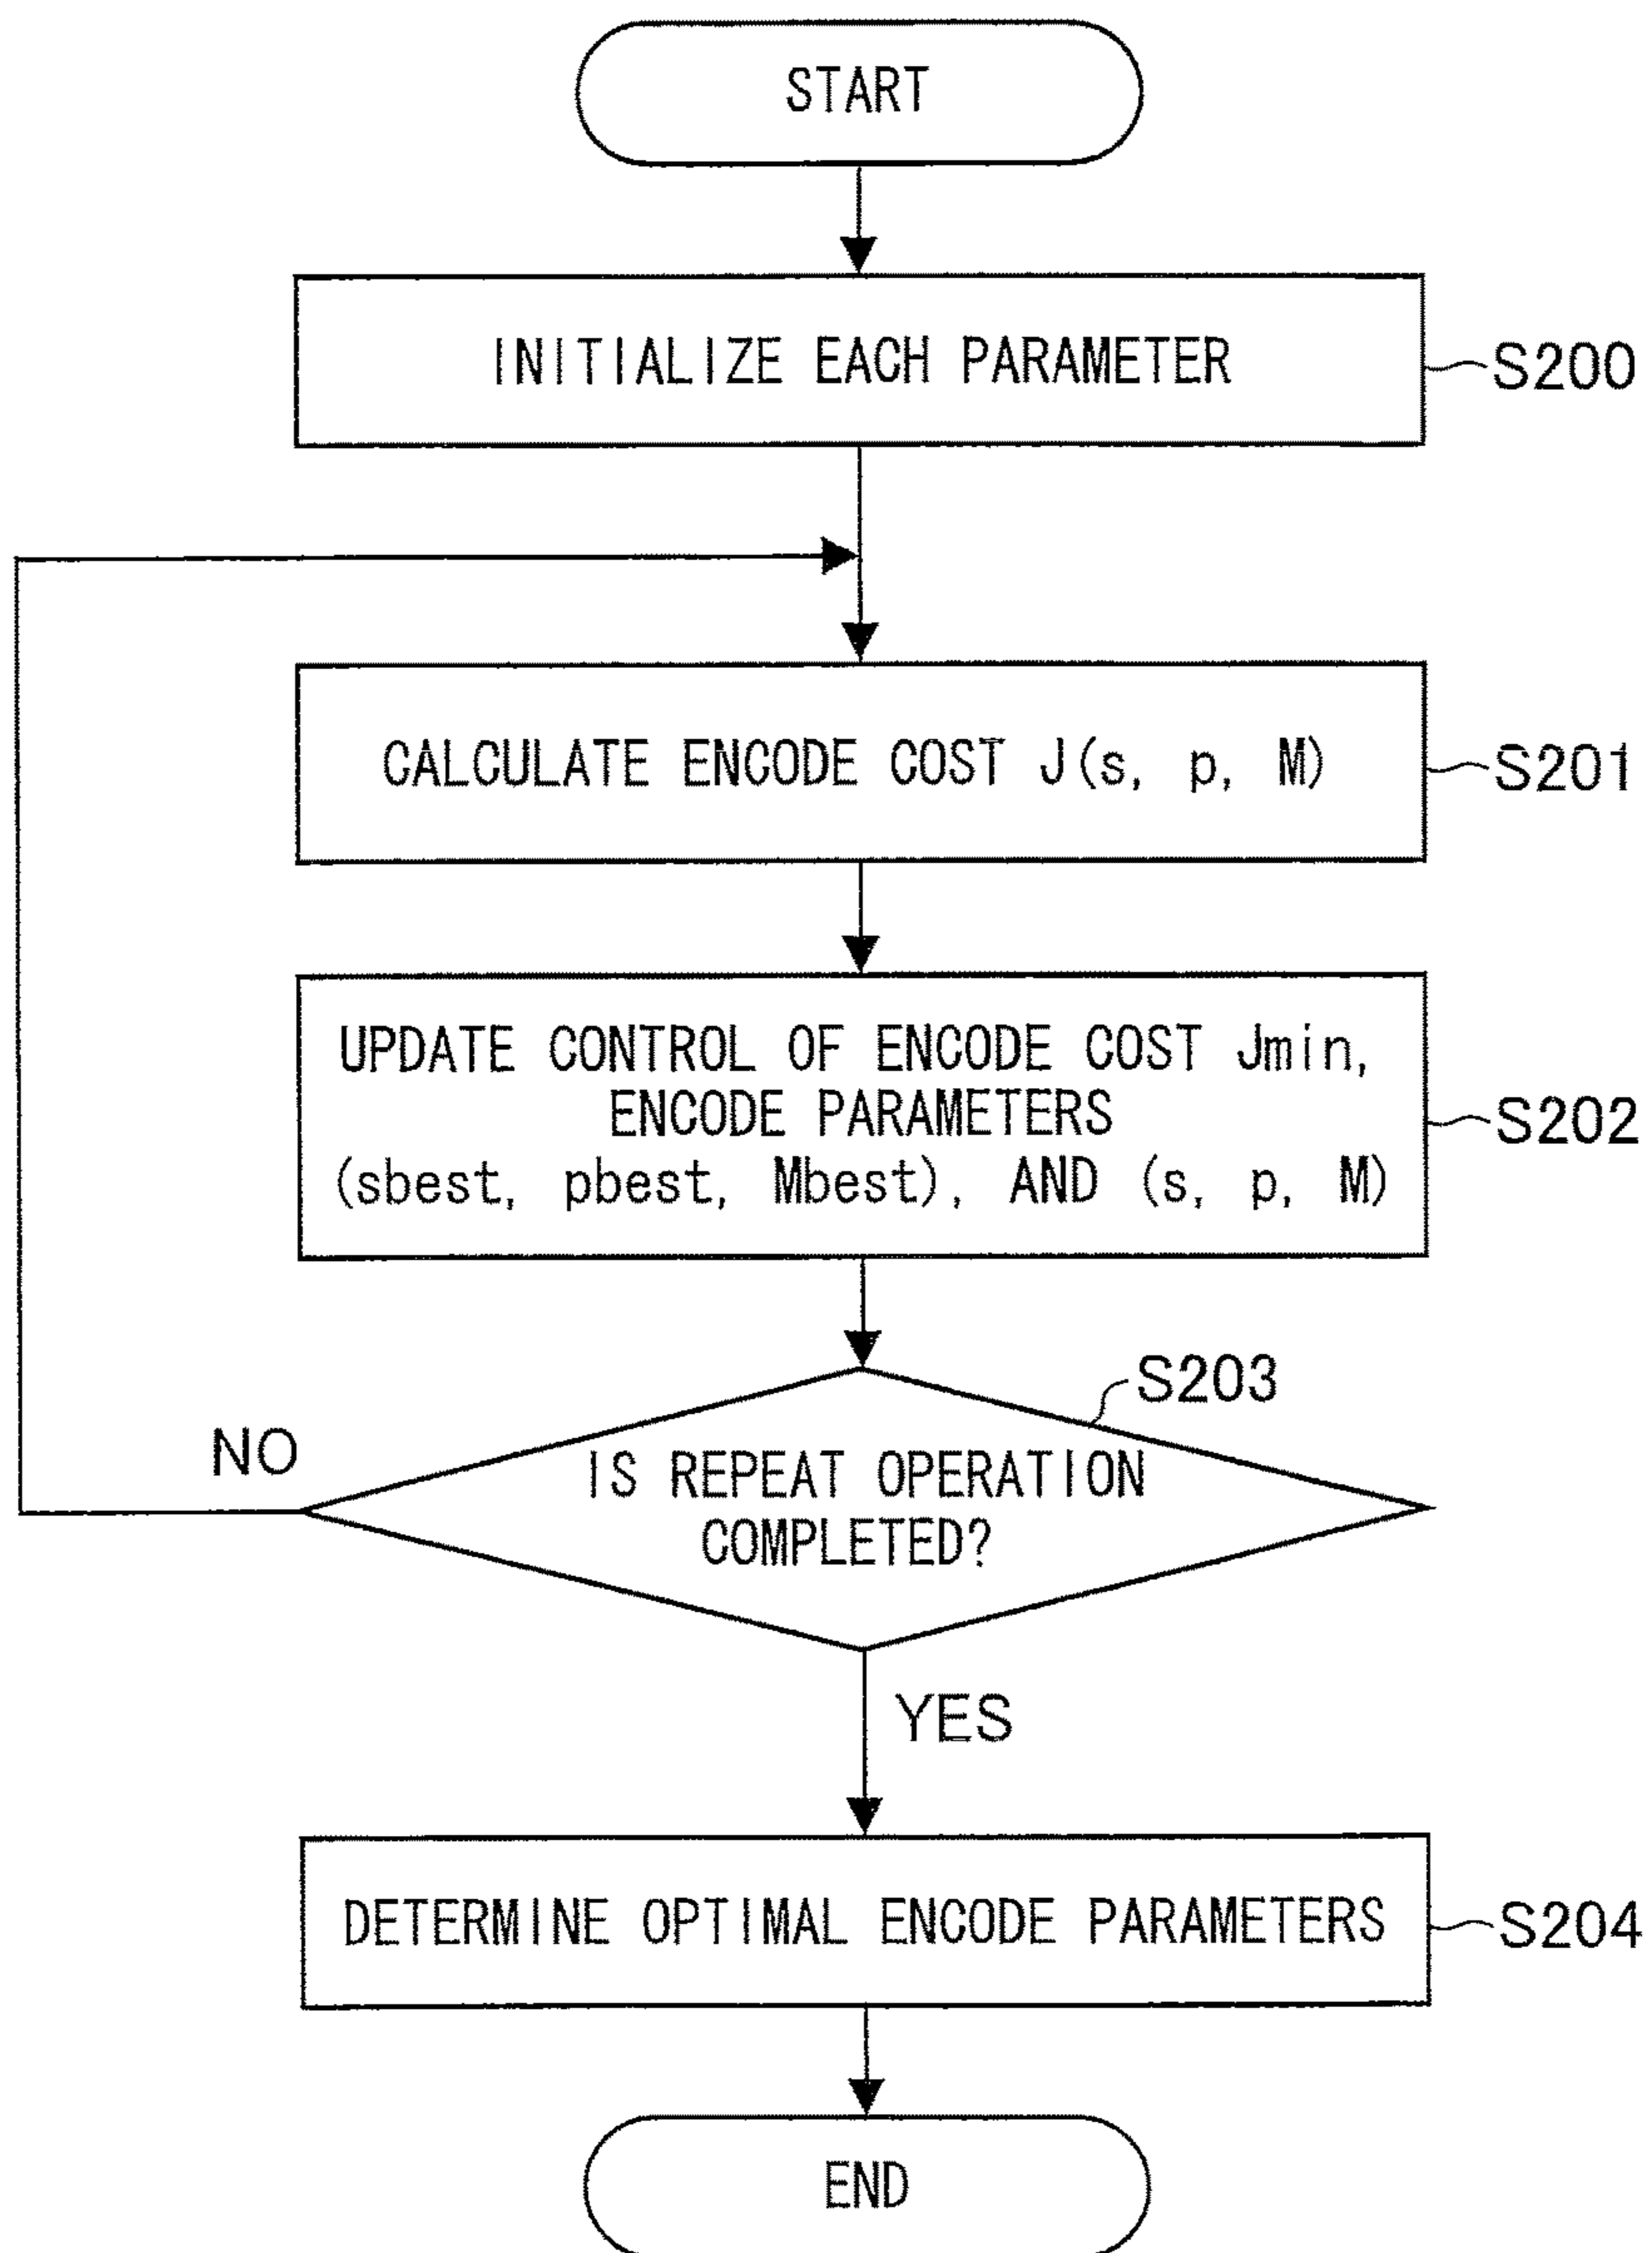 START
INITIALIZE EACH PARAMETER
S200
CALCULATE ENCODE COST J(s, p, M)
S201
UPDATE CONTROL OF ENCODE COST Jmin,
ENCODE PARAMETERS
(sbest, pbest, Mbest), AND (s, p, M)
S202
S203
NO
IS REPEAT OPERATION
COMPLETED?
YES
DETERMINE OPTIMAL ENCODE PARAMETERS
S204
END